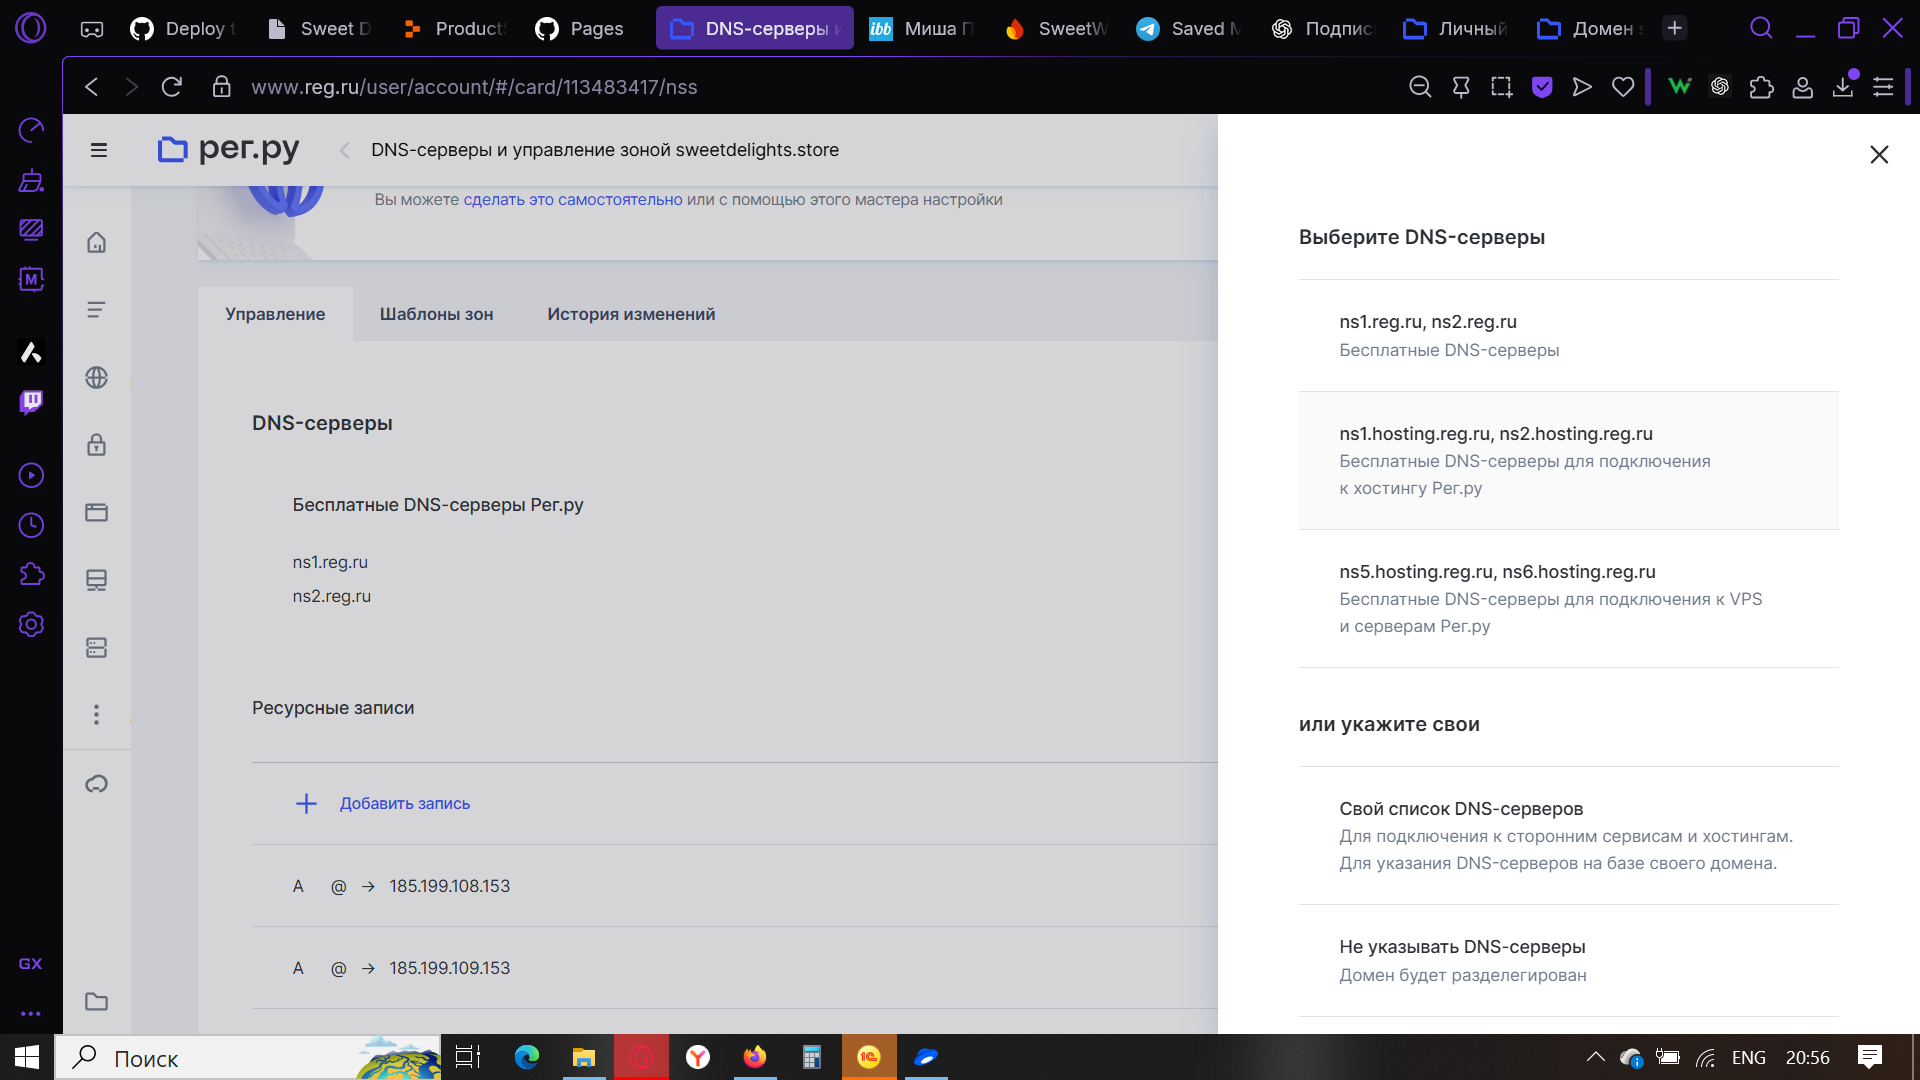 Deploy t
Sweet D
Products
Pages
DNS-серверы и
ibb
Миша П
SweetW
Saved M
Подпис
Личный
Домен s
www.reg.ru/user/account/#/card/113483417/nss
рег.ру
DNS-серверы и управление зоной sweetdelights.store
Вы можете сделать это самостоятельно или с помощью этого мастера настройки
Управление
Шаблоны зон
История изменений
DNS-серверы
Бесплатные DNS-серверы Рег.ру
ns1.reg.ru
ns2.reg.ru
Ресурсные записи
Добавить запись
A @ → 185.199.108.153
A @ → 185.199.109.153
Выберите DNS-серверы
ns1.reg.ru, ns2.reg.ru
Бесплатные DNS-серверы
ns1.hosting.reg.ru, ns2.hosting.reg.ru
Бесплатные DNS-серверы для подключения
к хостингу Рег.ру
ns5.hosting.reg.ru, ns6.hosting.reg.ru
Бесплатные DNS-серверы для подключения к VPS
и серверам Рег.ру
или укажите свои
Свой список DNS-серверов
Для подключения к сторонним сервисам и хостингам.
Для указания DNS-серверов на базе своего домена.
Не указывать DNS-серверы
Домен будет разделегирован
M
GX
Поиск
1C
ENG
20:56